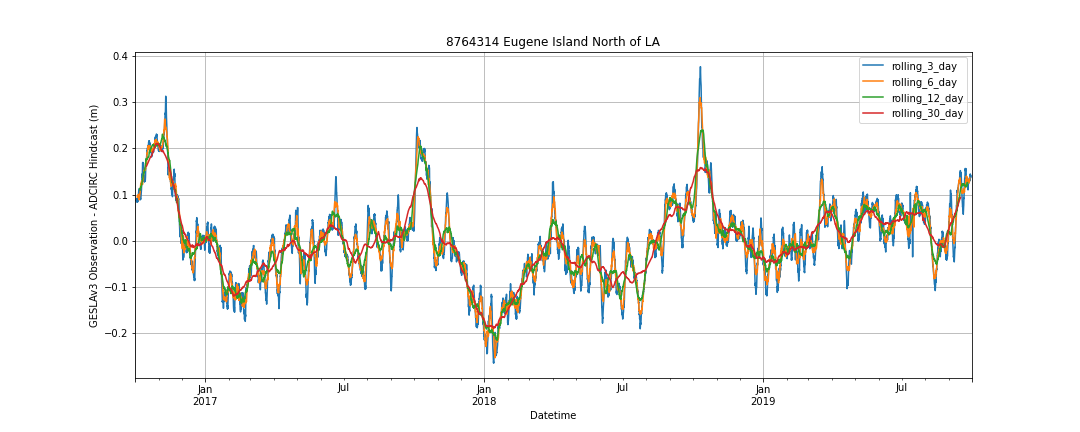 8764314 Eugene Island North of LA
GESLAv3 Observation - ADCIRC Hindcast (m)
0.4
0.3
0.2
0.1
0.0
−0.1
−0.2
rolling_3_day
rolling_6_day
rolling_12_day
rolling_30_day
Jan Jul Jan Jul Jan Jul
2017 2018 2019
Datetime